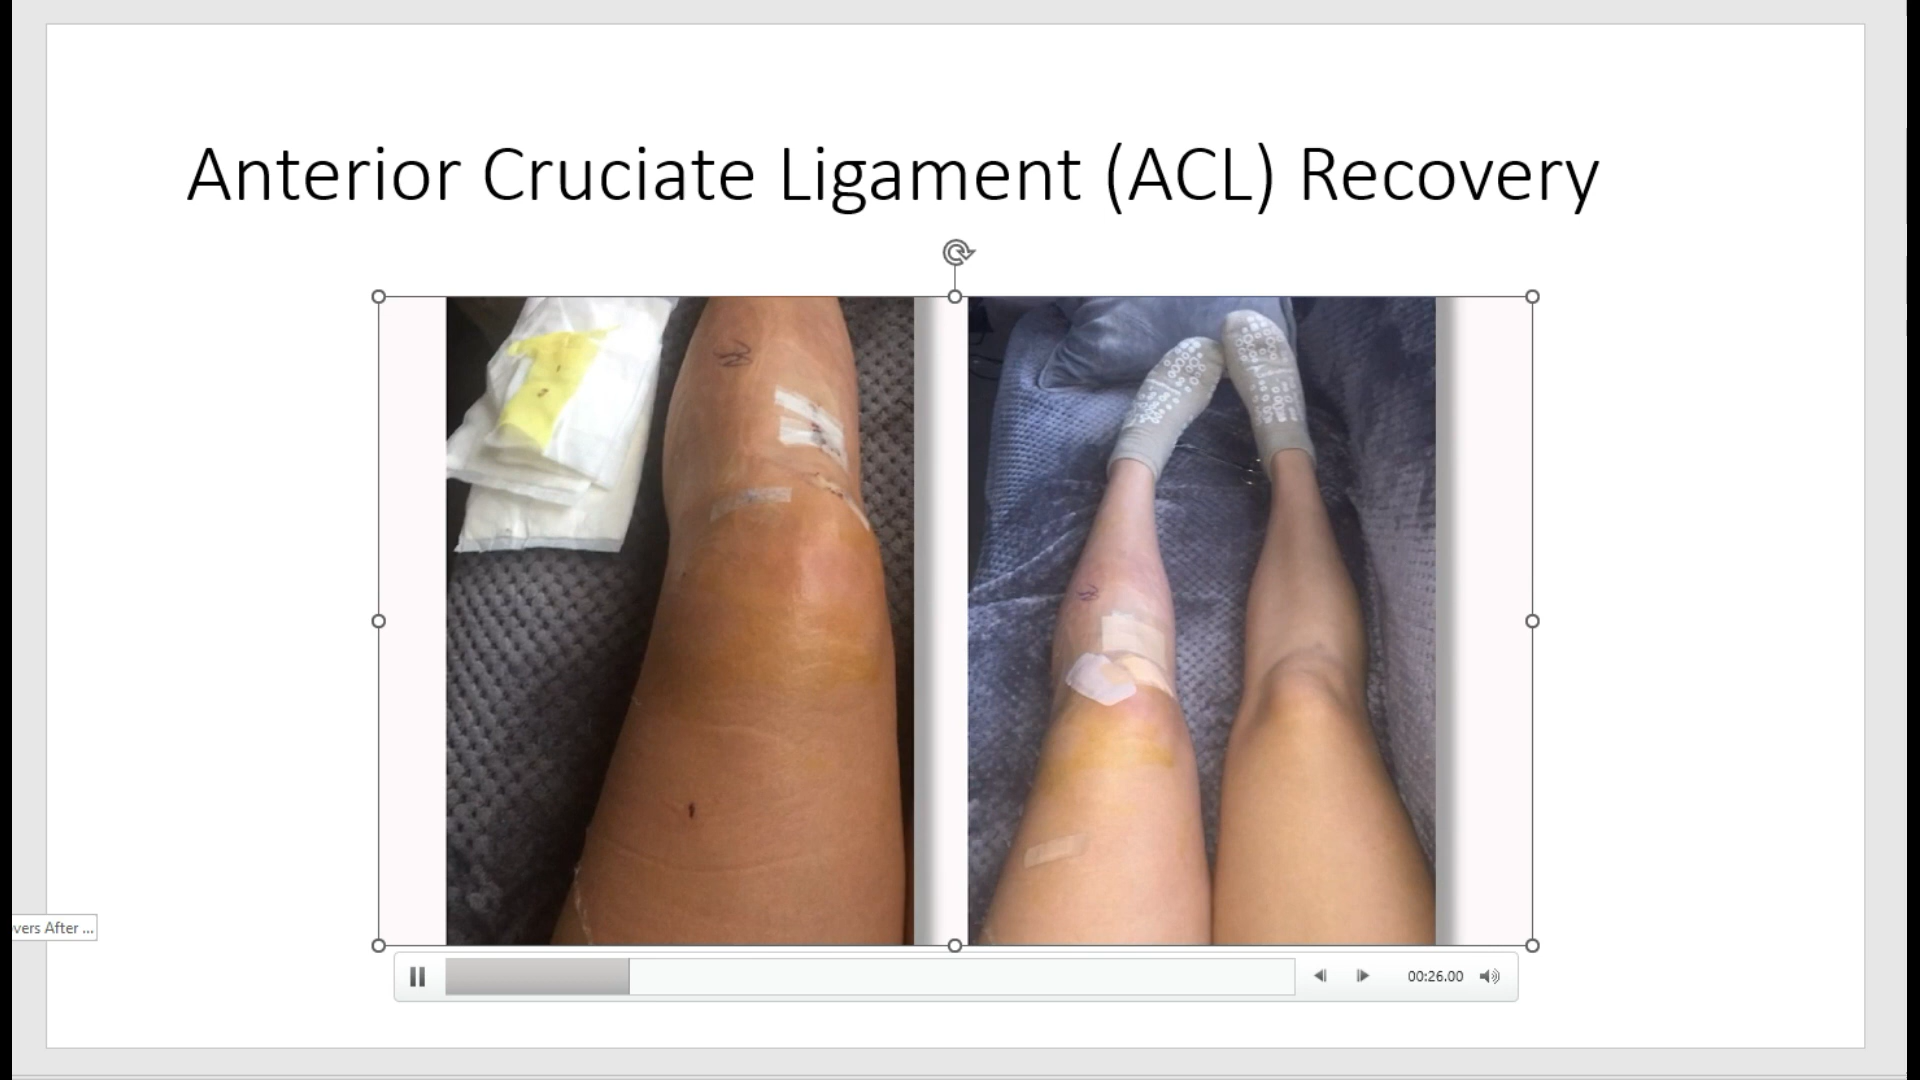 Anterior Cruciate Ligament (ACL) Recovery
vers After ...
00:26.00